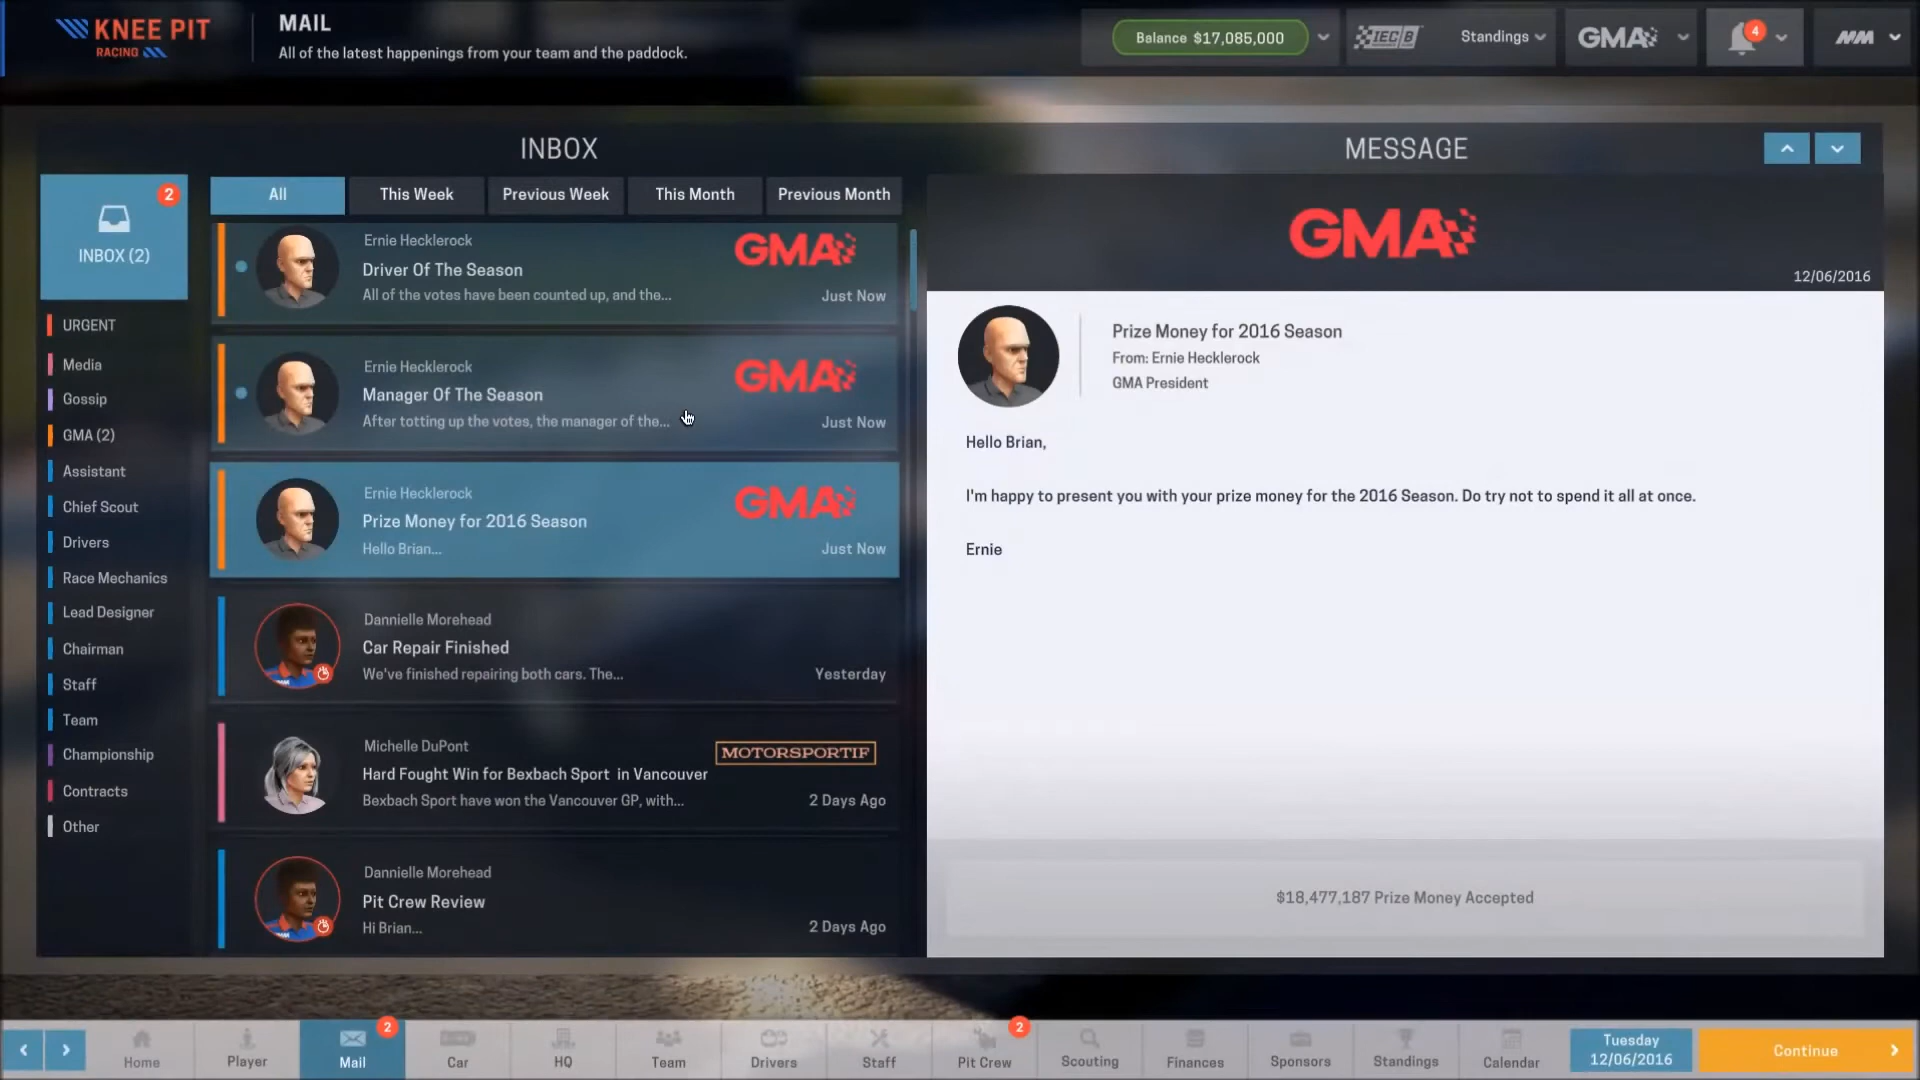 KNEE PIT
RACING
MAIL
All of the latest happenings from your team and the paddock.
Balance $17,085,000
IEC B
Standings
GMA
4
MM
INBOX
MESSAGE
2
INBOX (2)
All
This Week
Previous Week
This Month
Previous Month
URGENT
Media
Gossip
GMA (2)
Assistant
Chief Scout
Drivers
Race Mechanics
Lead Designer
Chairman
Staff
Team
Championship
Contracts
Other
Ernie Hecklerock
Driver Of The Season
All of the votes have been counted up, and the...
GMA
Just Now
Ernie Hecklerock
Manager Of The Season
After totting up the votes, the manager of the...
GMA
Just Now
Ernie Hecklerock
Prize Money for 2016 Season
Hello Brian...
GMA
Just Now
Dannielle Morehead
Car Repair Finished
We've finished repairing both cars. The...
Yesterday
Michelle DuPont
MOTORSPORTIF
Hard Fought Win for Bexbach Sport in Vancouver
Bexbach Sport have won the Vancouver GP, with...
2 Days Ago
Dannielle Morehead
Pit Crew Review
Hi Brian...
2 Days Ago
GMA
12/06/2016
Prize Money for 2016 Season
From: Ernie Hecklerock
GMA President
Hello Brian,
I'm happy to present you with your prize money for the 2016 Season. Do try not to spend it all at once.
Ernie
$18,477,187 Prize Money Accepted
Home
Player
Mail
2
Car
HQ
Team
Drivers
Staff
Pit Crew
2
Scouting
Finances
Sponsors
Standings
Calendar
Tuesday
12/06/2016
Continue